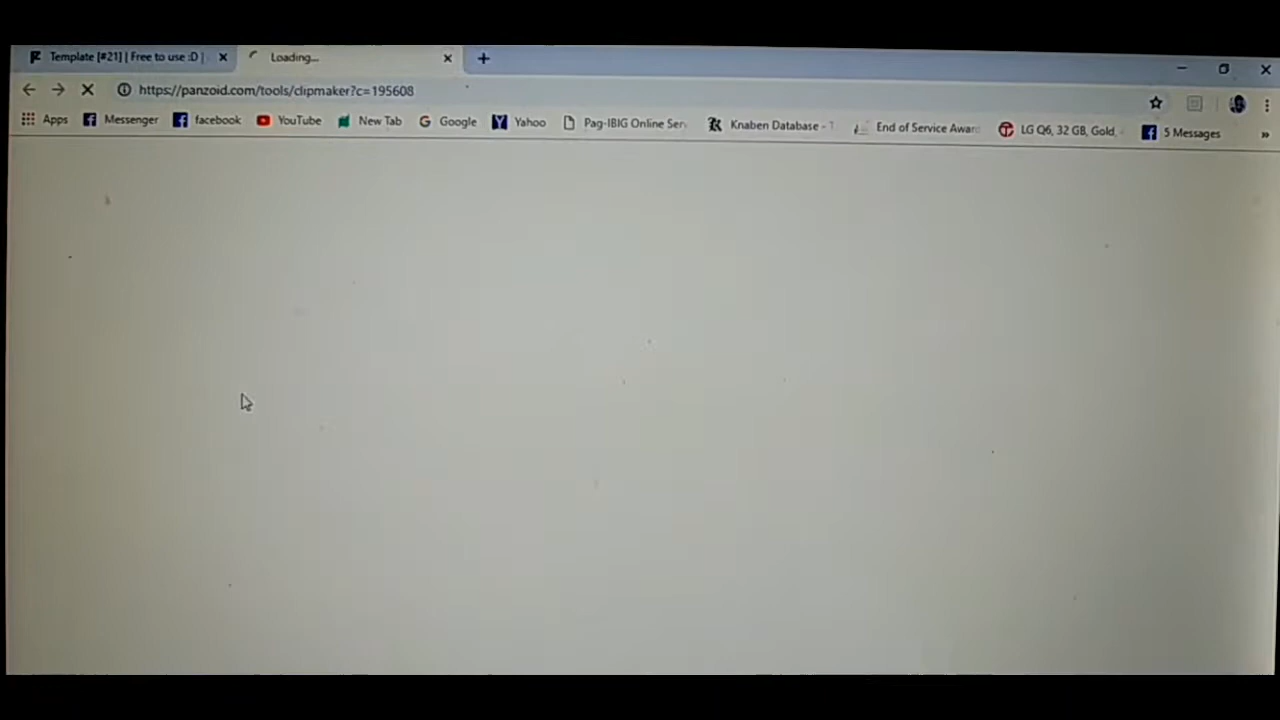 Template [#21] | Free to use :D |
Loading...
https://panzoid.com/tools/clipmaker?c=195608
Apps Messenger facebook YouTube New Tab Google Yahoo Pag-IBIG Online Serv Knaben Database - T End of Service Awar LG Q6, 32 GB, Gold, - 5 Messages »